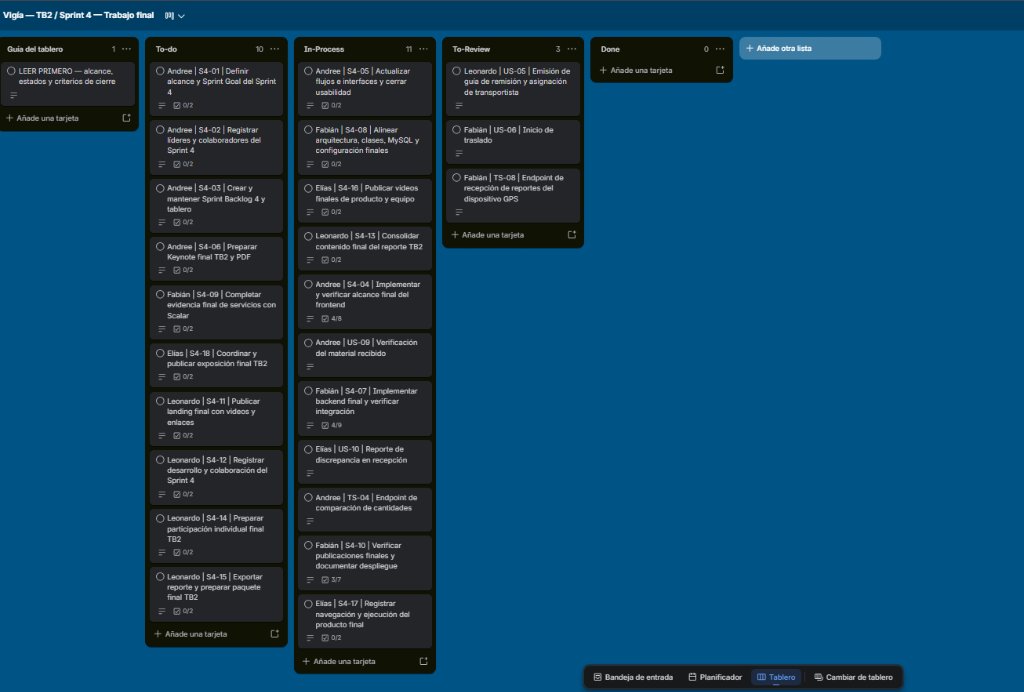 Vigía — TB2 / Sprint 4 — Trabajo final
Guía del tablero 1
LEER PRIMERO — alcance,
estados y criterios de cierre
+ Añade una tarjeta
To-do 10
Andree | S4-01 | Definir
alcance y Sprint Goal del Sprint
4
0/2
Andree | S4-02 | Registrar
líderes y colaboradores del
Sprint 4
0/2
Andree | S4-03 | Crear y
mantener Sprint Backlog 4 y
tablero
0/2
Andree | S4-06 | Preparar
Keynote final TB2 y PDF
0/2
Fabián | S4-09 | Completar
evidencia final de servicios con
Scalar
0/2
Elías | S4-18 | Coordinar y
publicar exposición final TB2
0/2
Leonardo | S4-11 | Publicar
landing final con videos y
enlaces
0/2
Leonardo | S4-12 | Registrar
desarrollo y colaboración del
Sprint 4
0/2
Leonardo | S4-14 | Preparar
participación individual final
TB2
0/2
Leonardo | S4-15 | Exportar
reporte y preparar paquete
final TB2
0/2
+ Añade una tarjeta
In-Process 11
Andree | S4-05 | Actualizar
flujos e interfaces y cerrar
usabilidad
0/2
Fabián | S4-08 | Alinear
arquitectura, clases, MySQL y
configuración finales
0/2
Elías | S4-16 | Publicar videos
finales de producto y equipo
0/2
Leonardo | S4-13 | Consolidar
contenido final del reporte TB2
0/2
Andree | S4-04 | Implementar
y verificar alcance final del
frontend
4/8
Andree | US-09 | Verificación
del material recibido
Fabián | S4-07 | Implementar
backend final y verificar
integración
4/9
Elías | US-10 | Reporte de
discrepancia en recepción
Andree | TS-04 | Endpoint de
comparación de cantidades
Fabián | S4-10 | Verificar
publicaciones finales y
documentar despliegue
3/7
Elías | S4-17 | Registrar
navegación y ejecución del
producto final
0/2
+ Añade una tarjeta
To-Review 3
Leonardo | US-05 | Emisión de
guía de remisión y asignación
de transportista
Fabián | US-06 | Inicio de
traslado
Fabián | TS-08 | Endpoint de
recepción de reportes del
dispositivo GPS
+ Añade una tarjeta
Done 0
+ Añade una tarjeta
+ Añade otra lista
Bandeja de entrada Planificador Tablero Cambiar de tablero